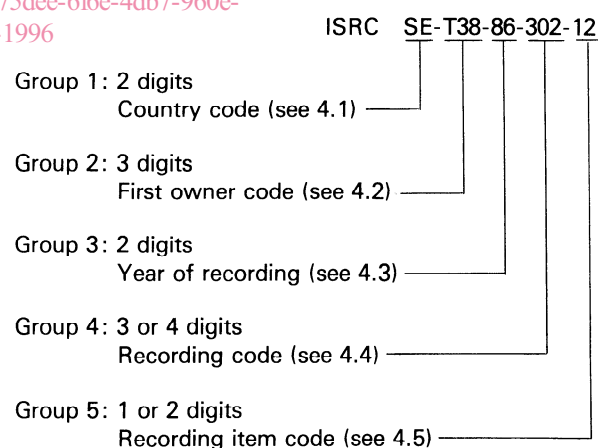 75dee-6f6e-4db7-960e-
-1996
ISRC SE-T38-86-302-12
Group 1: 2 digits
Country code (see 4.1)
Group 2: 3 digits
First owner code (see 4.2)
Group 3: 2 digits
Year of recording (see 4.3)
Group 4: 3 or 4 digits
Recording code (see 4.4)
Group 5: 1 or 2 digits
Recording item code (see 4.5)